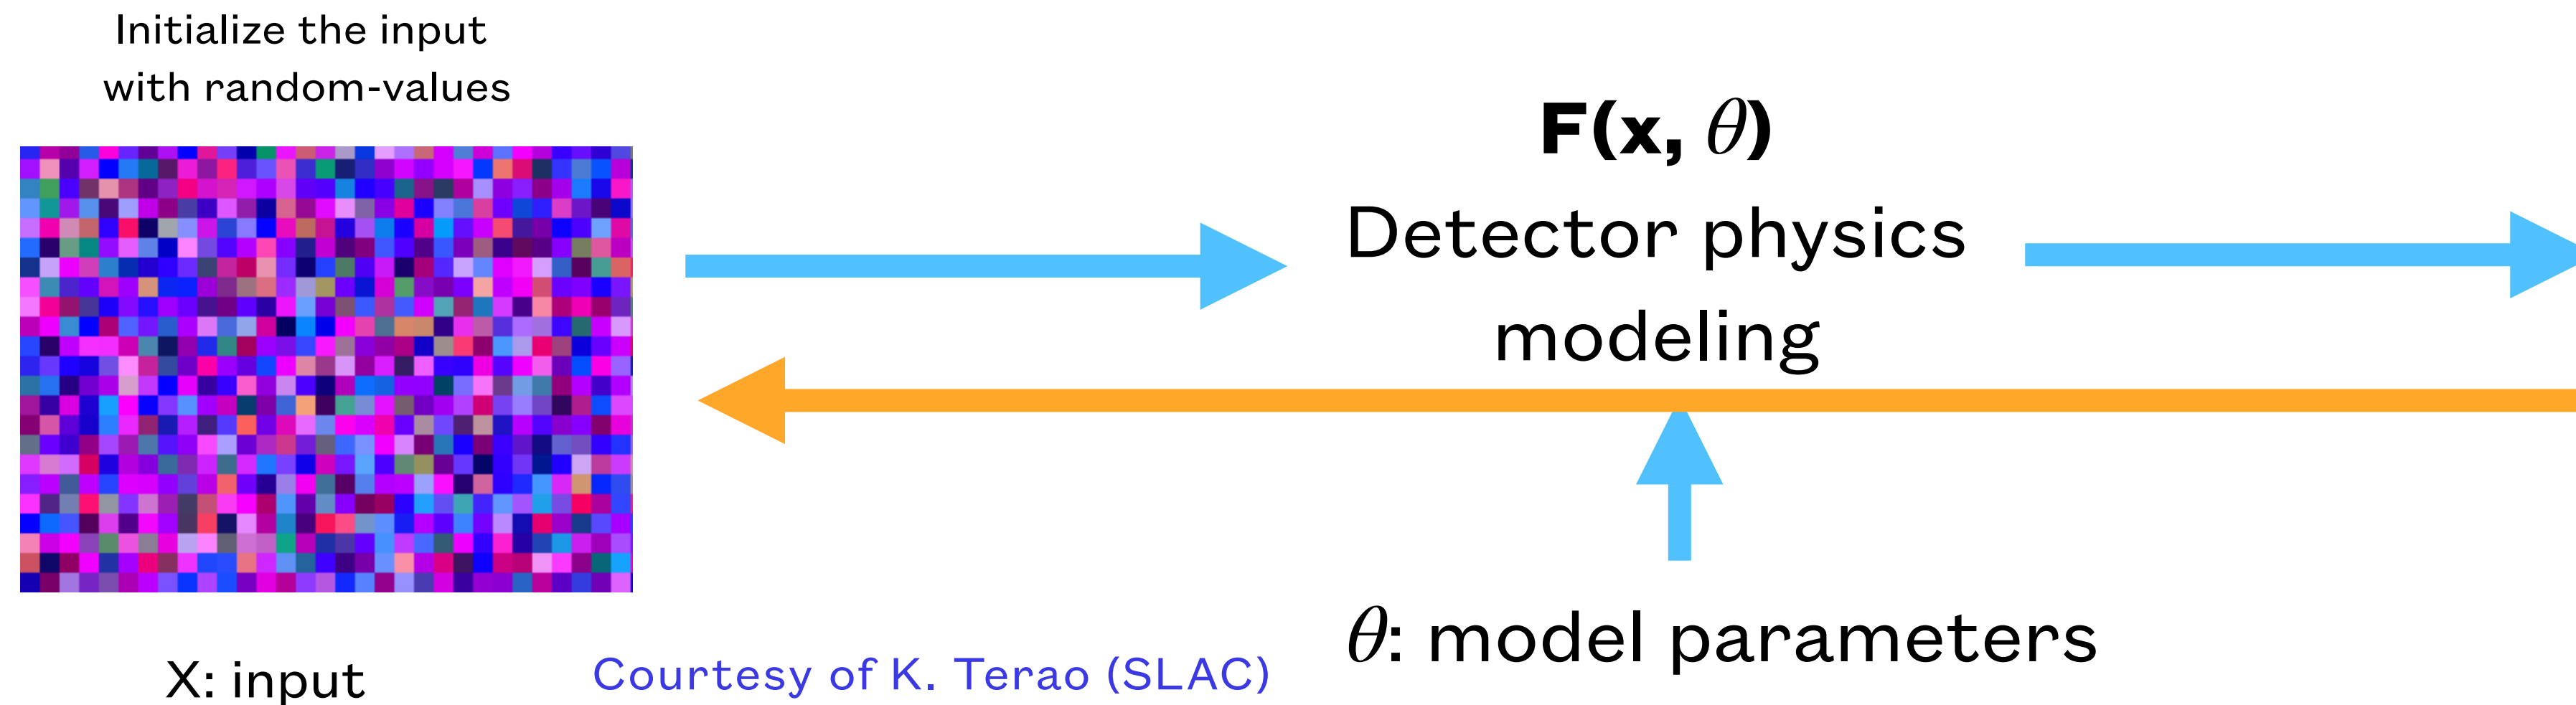 Initialize the input
with random-values
F(x, θ)
Detector physics
modeling
θ: model parameters
X: input
Courtesy of K. Terao (SLAC)